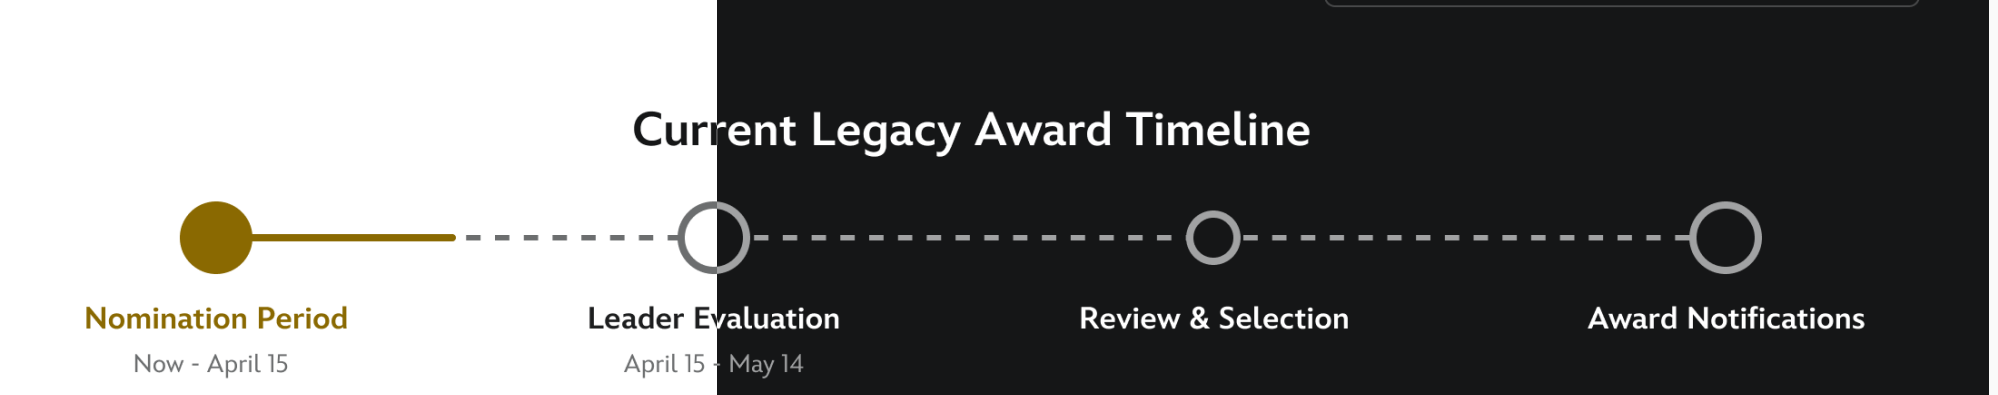 Current Legacy Award Timeline
Nomination Period
Now - April 15
Leader Evaluation
April 15 - May 14
Review & Selection
Award Notifications